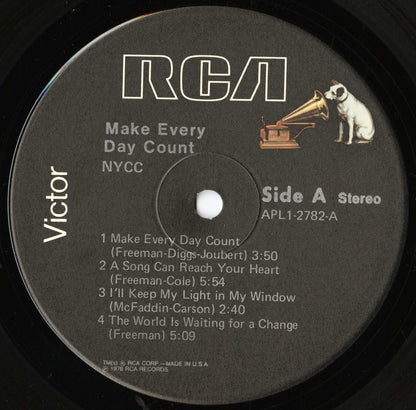 RCA
Make Every
Day Count
NYCC
Victor
Side A Stereo
APL1-2782-A
1 Make Every Day Count
(Freeman-Diggs-Joubert) 3:50
2 A Song Can Reach Your Heart
(Freeman-Cole) 5:54
3 I'll Keep My Light in My Window
(McFaddin-Carson) 2:40
4 The World Is Waiting for a Change
(Freeman) 5:09
TM(s) ® RCA CORP.—MADE IN U.S.A.
℗ 1978 RCA RECORDS